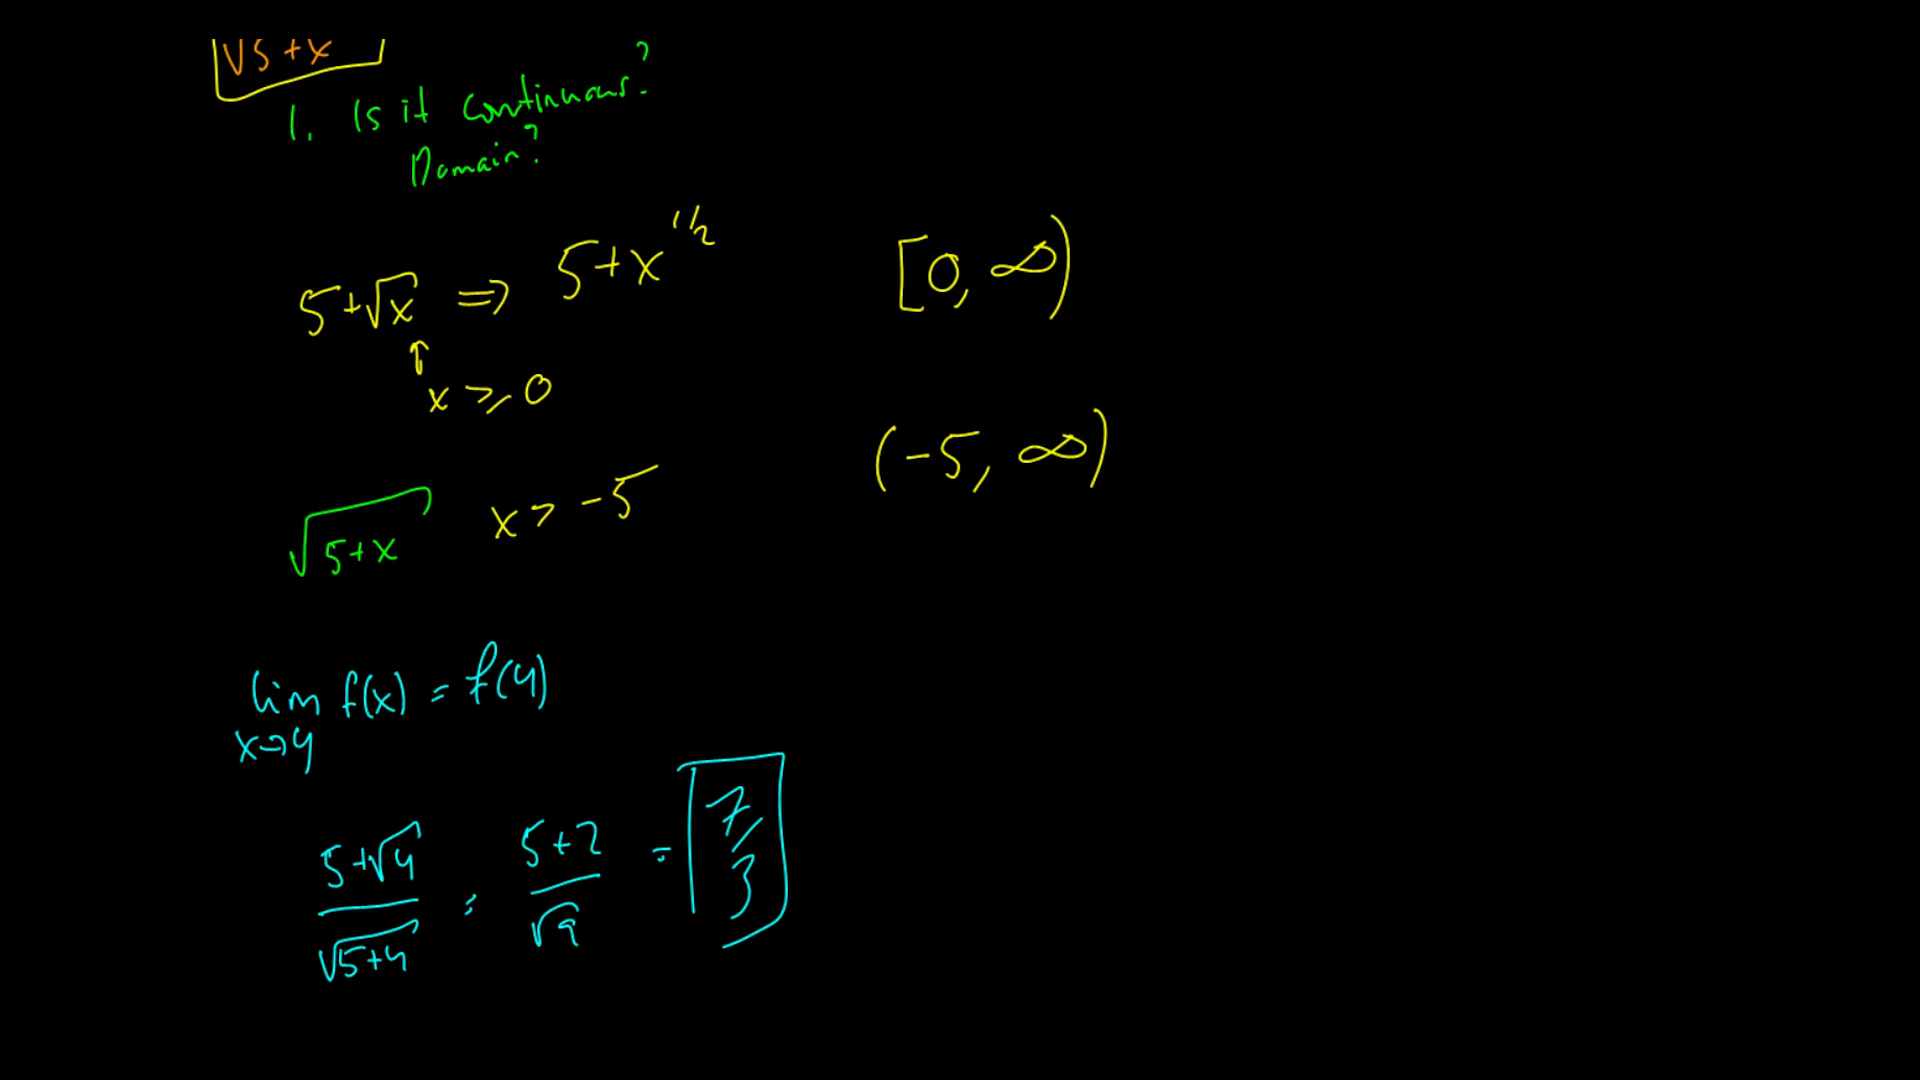 √5+x
1. Is it continuous?
Domain?
5+√x ⇒ 5+x^1/2 [0, ∞)
↑
x ≥ 0
√5+x x > -5 (-5, ∞)
lim f(x) = f(4)
x→4
5+√4 / √5+4 = 5+2 / √9 = 7/3